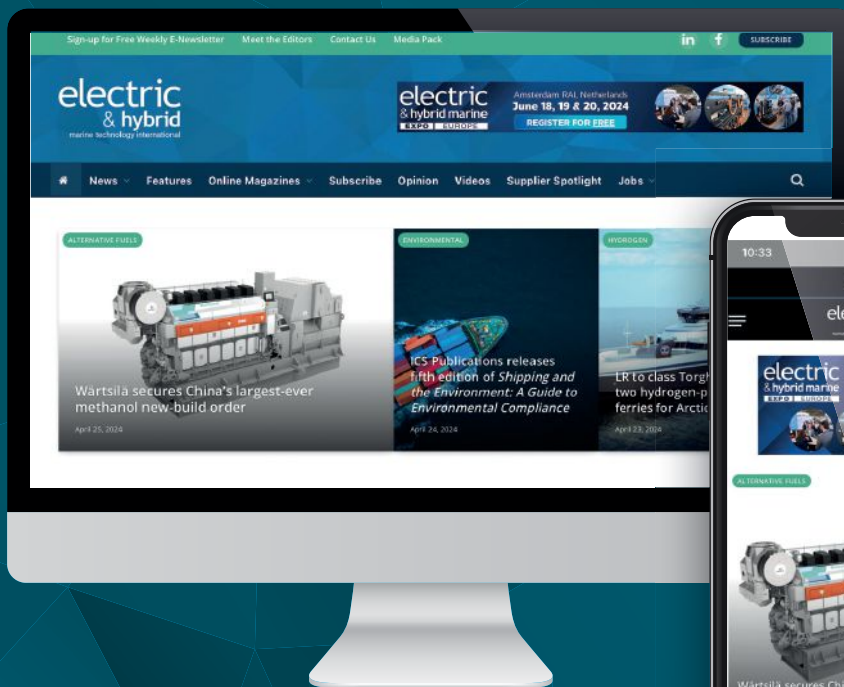 Sign-up for Free Weekly E-Newsletter Meet the Editors Contact Us Media Pack
in f SUBSCRIBE
electric
& hybrid
marine technology international
electric
& hybrid marine
EXPO EUROPE
Amsterdam RAI, Netherlands
June 18, 19 & 20, 2024
REGISTER FOR FREE
News Features Online Magazines Subscribe Opinion Videos Supplier Spotlight Jobs
ALTERNATIVE FUELS
Wärtsilä secures China's largest-ever
methanol new-build order
April 25, 2024
ENVIRONMENTAL
ICS Publications releases
fifth edition of Shipping and
the Environment: A Guide to
Environmental Compliance
April 24, 2024
HYDROGEN
LR to class Torgh
two hydrogen-p
ferries for Arctic
April 23, 2024
10:33
ele
electric
& hybrid marine
EXPO EUROPE
ALTERNATIVE FUELS
Wärtsilä secures Chi